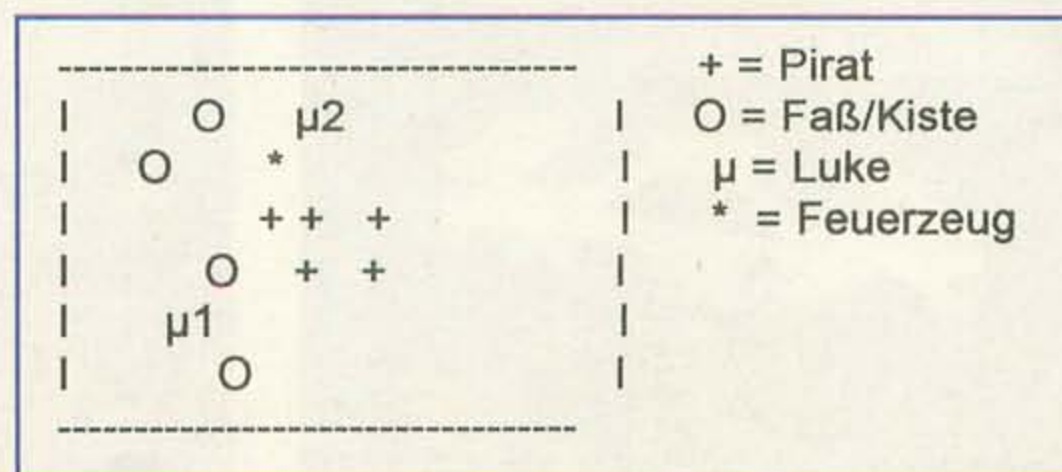 ---------------------------------- + = Pirat
| O µ2 | O = Faß/Kiste
| O * | µ = Luke
| + + + | * = Feuerzeug
| O + + |
| µ1 |
| O |
----------------------------------